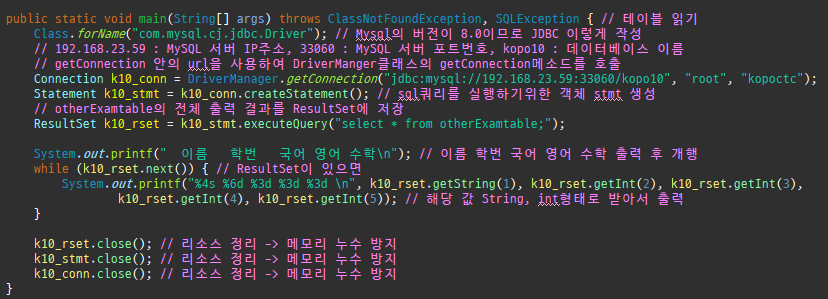 public static void main(String[] args) throws ClassNotFoundException, SQLException { // 테이블 읽기
Class.forName("com.mysql.cj.jdbc.Driver"); // Mysql의 버전이 8.0이므로 JDBC 이렇게 작성
// 192.168.23.59 : MySQL 서버 IP주소, 33060 : MySQL 서버 포트번호, kopo10 : 데이터베이스 이름
// getConnection 안의 url을 사용하여 DriverManger클래스의 getConnection메소드를 호출
Connection k10_conn = DriverManager.getConnection("jdbc:mysql://192.168.23.59:33060/kopo10", "root", "kopoctc");
Statement k10_stmt = k10_conn.createStatement(); // sql쿼리를 실행하기위한 객체 stmt 생성
// otherExamtable의 전체 출력 결과를 ResultSet에 저장
ResultSet k10_rset = k10_stmt.executeQuery("select * from otherExamtable;");
System.out.printf("  이름   학번   국어 영어 수학\n"); // 이름 학번 국어 영어 수학 출력 후 개행
while (k10_rset.next()) { // ResultSet이 있으면
System.out.printf("%4s %6d %3d %3d %3d \n", k10_rset.getString(1), k10_rset.getInt(2), k10_rset.getInt(3),
k10_rset.getInt(4), k10_rset.getInt(5)); // 해당 값 String, int형태로 받아서 출력
}
k10_rset.close(); // 리소스 정리 -> 메모리 누수 방지
k10_stmt.close(); // 리소스 정리 -> 메모리 누수 방지
k10_conn.close(); // 리소스 정리 -> 메모리 누수 방지
}